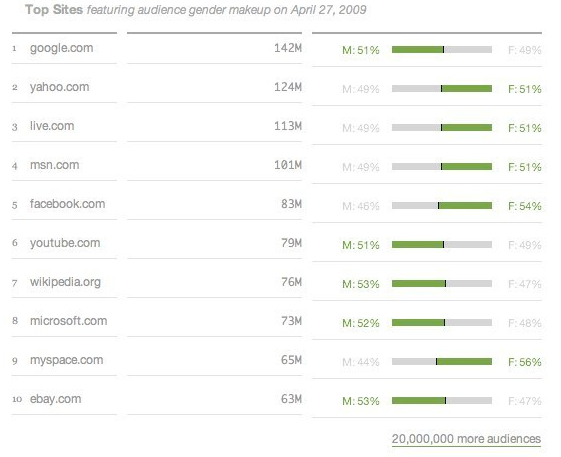 Top Sites featuring audience gender makeup on April 27, 2009
1 google.com 142M M: 51% F: 49%
2 yahoo.com 124M M: 49% F: 51%
3 live.com 113M M: 49% F: 51%
4 msn.com 101M M: 49% F: 51%
5 facebook.com 83M M: 46% F: 54%
6 youtube.com 79M M: 51% F: 49%
7 wikipedia.org 76M M: 53% F: 47%
8 microsoft.com 73M M: 52% F: 48%
9 myspace.com 65M M: 44% F: 56%
10 ebay.com 63M M: 53% F: 47%
20,000,000 more audiences